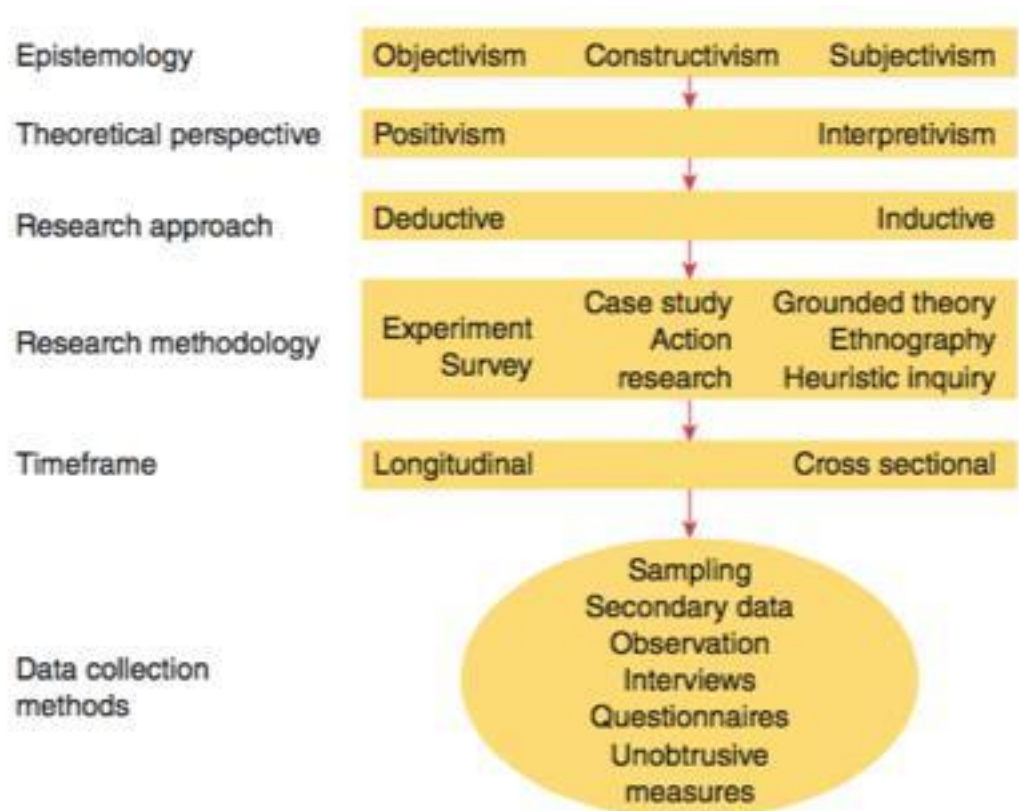 Epistemology
Objectivism Constructivism Subjectivism
Theoretical perspective
Positivism Interpretivism
Research approach
Deductive Inductive
Research methodology
Experiment
Survey
Case study
Action
research
Grounded theory
Ethnography
Heuristic inquiry
Timeframe
Longitudinal Cross sectional
Data collection
methods
Sampling
Secondary data
Observation
Interviews
Questionnaires
Unobtrusive
measures